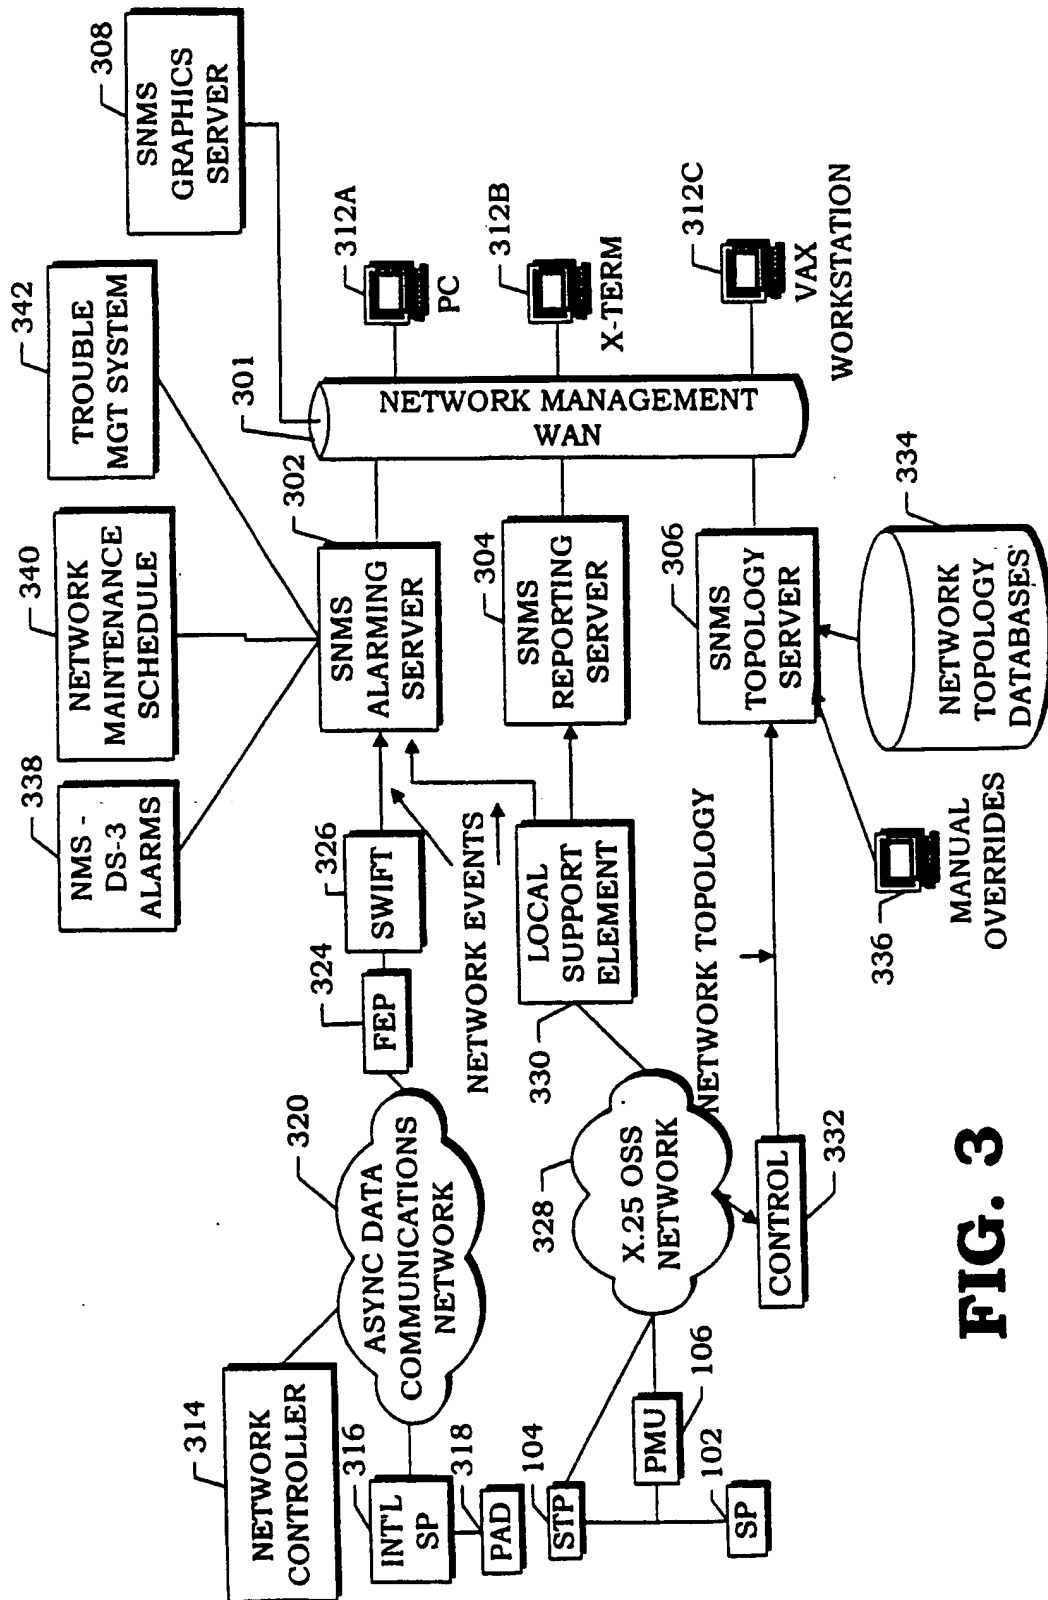 314
NETWORK
CONTROLLER
316
INT'L
SP
318
PAD
104
STP
PMU
106
102
SP
320
ASYNC DATA
COMMUNICATIONS
NETWORK
328
X.25 OSS
NETWORK
CONTROL
332
324
FEP
326
SWIFT
NETWORK EVENTS
330
LOCAL
SUPPORT
ELEMENT
NETWORK TOPOLOGY
336
MANUAL
OVERRIDES
338
NMS -
DS-3
ALARMS
340
NETWORK
MAINTENANCE
SCHEDULE
342
TROUBLE
MGT SYSTEM
302
SNMS
ALARMING
SERVER
304
SNMS
REPORTING
SERVER
306
SNMS
TOPOLOGY
SERVER
334
NETWORK
TOPOLOGY
DATABASES
301
NETWORK MANAGEMENT
WAN
308
SNMS
GRAPHICS
SERVER
312A
PC
312B
X-TERM
312C
VAX
WORKSTATION
FIG. 3